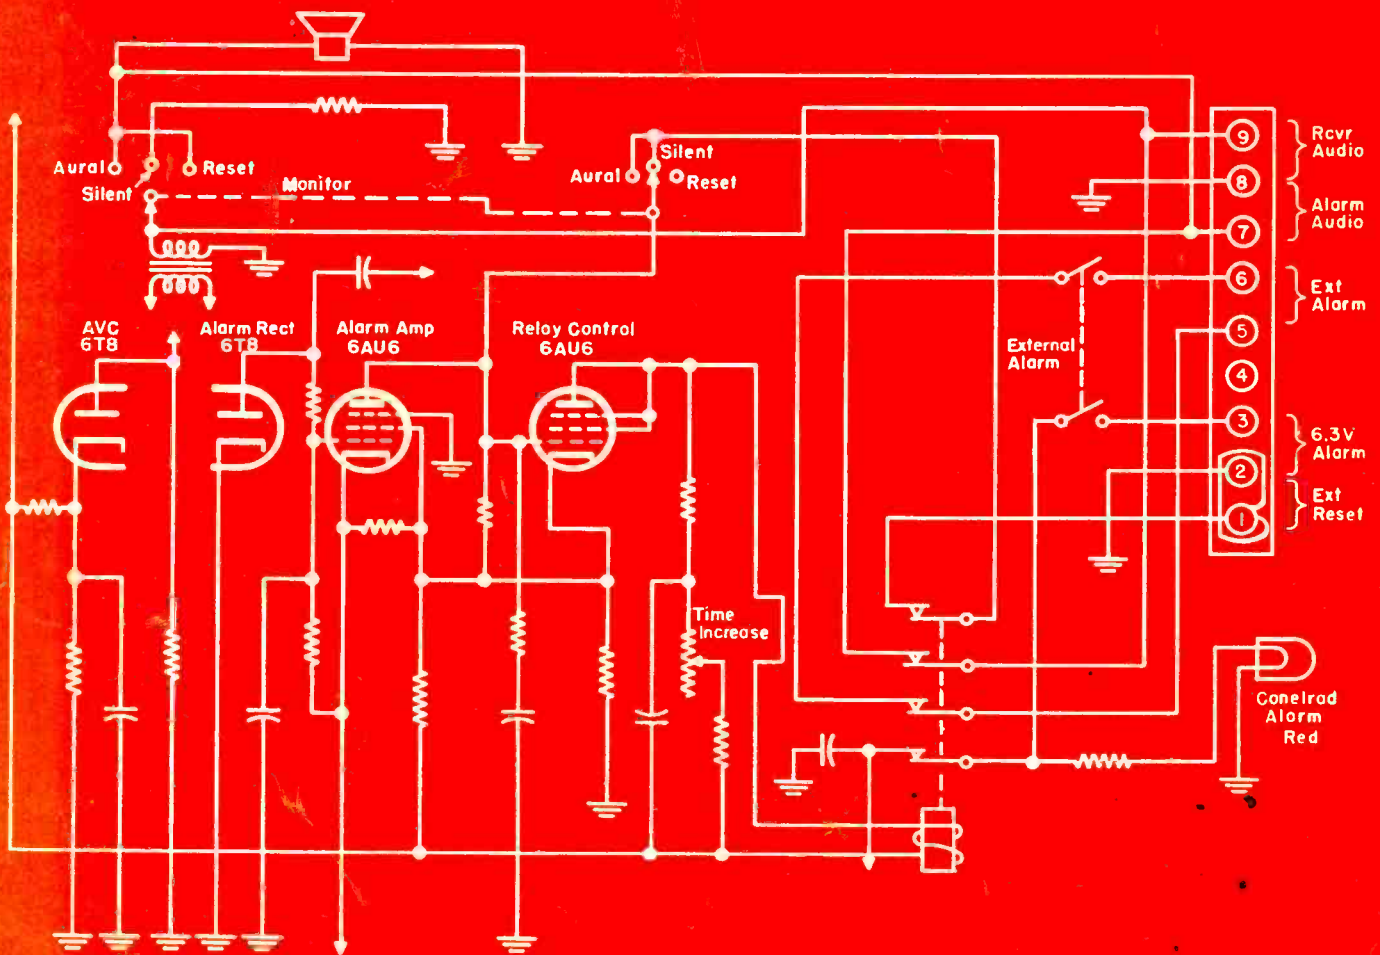 Aural
Silent
Reset
Monitor
Aural
Silent
Reset
AVC
6T8
Alarm Rect
6T8
Alarm Amp
6AU6
Relay Control
6AU6
Time
Increase
External
Alarm
9
8
7
6
5
4
3
2
1
Rcvr
Audio
Alarm
Audio
Ext
Alarm
6.3V
Alarm
Ext
Reset
Conelrad
Alarm
Red